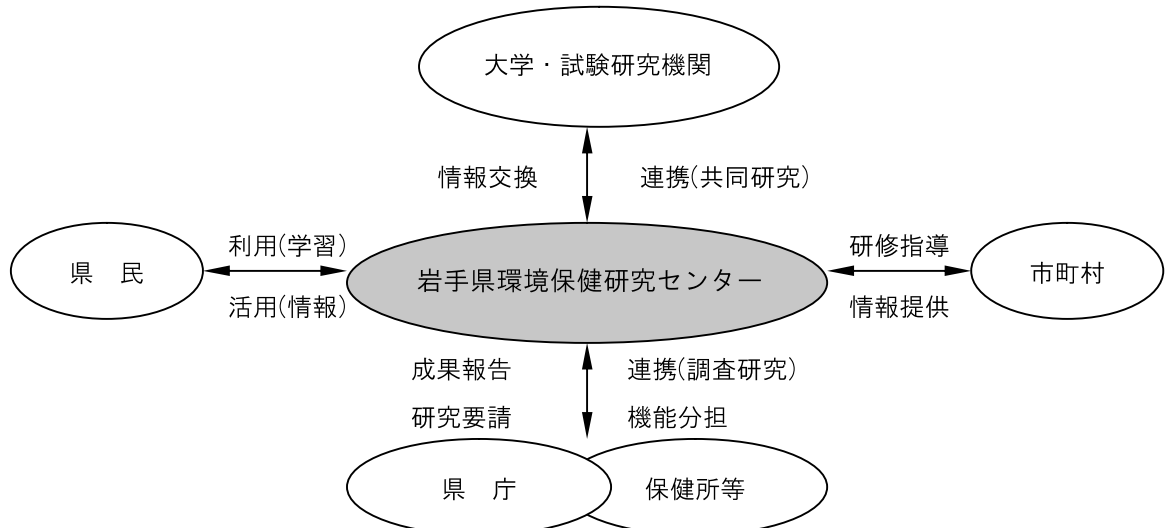 大学・試験研究機関
情報交換　連携(共同研究)
利用(学習)　研修指導
県　民　岩手県環境保健研究センター　市町村
活用(情報)　情報提供
成果報告　連携(調査研究)
研究要請　機能分担
県　庁　保健所等